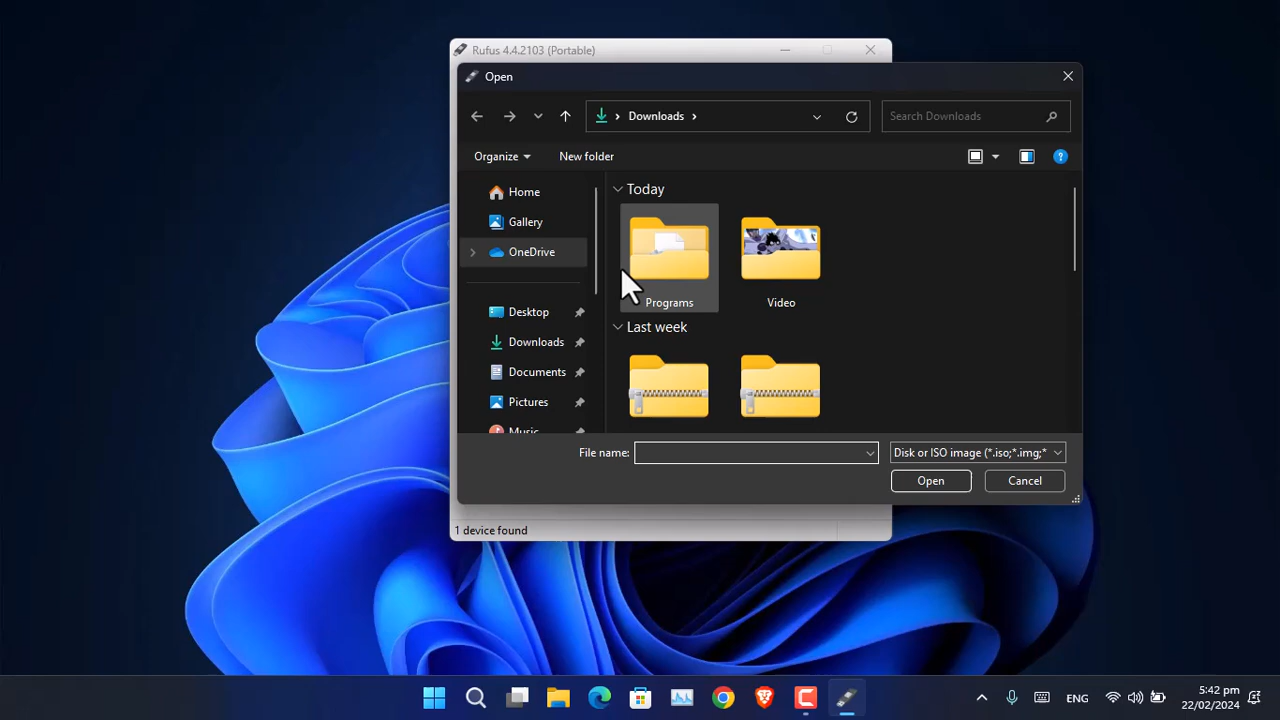 Rufus 4.4.2103 (Portable)
Open
Downloads
Search Downloads
Organize
New folder
Home
Gallery
OneDrive
Desktop
Downloads
Documents
Pictures
Music
Today
Programs
Video
Last week
File name:
Disk or ISO image (*.iso;*.img;*
Open
Cancel
1 device found
ENG
5:42 pm
22/02/2024